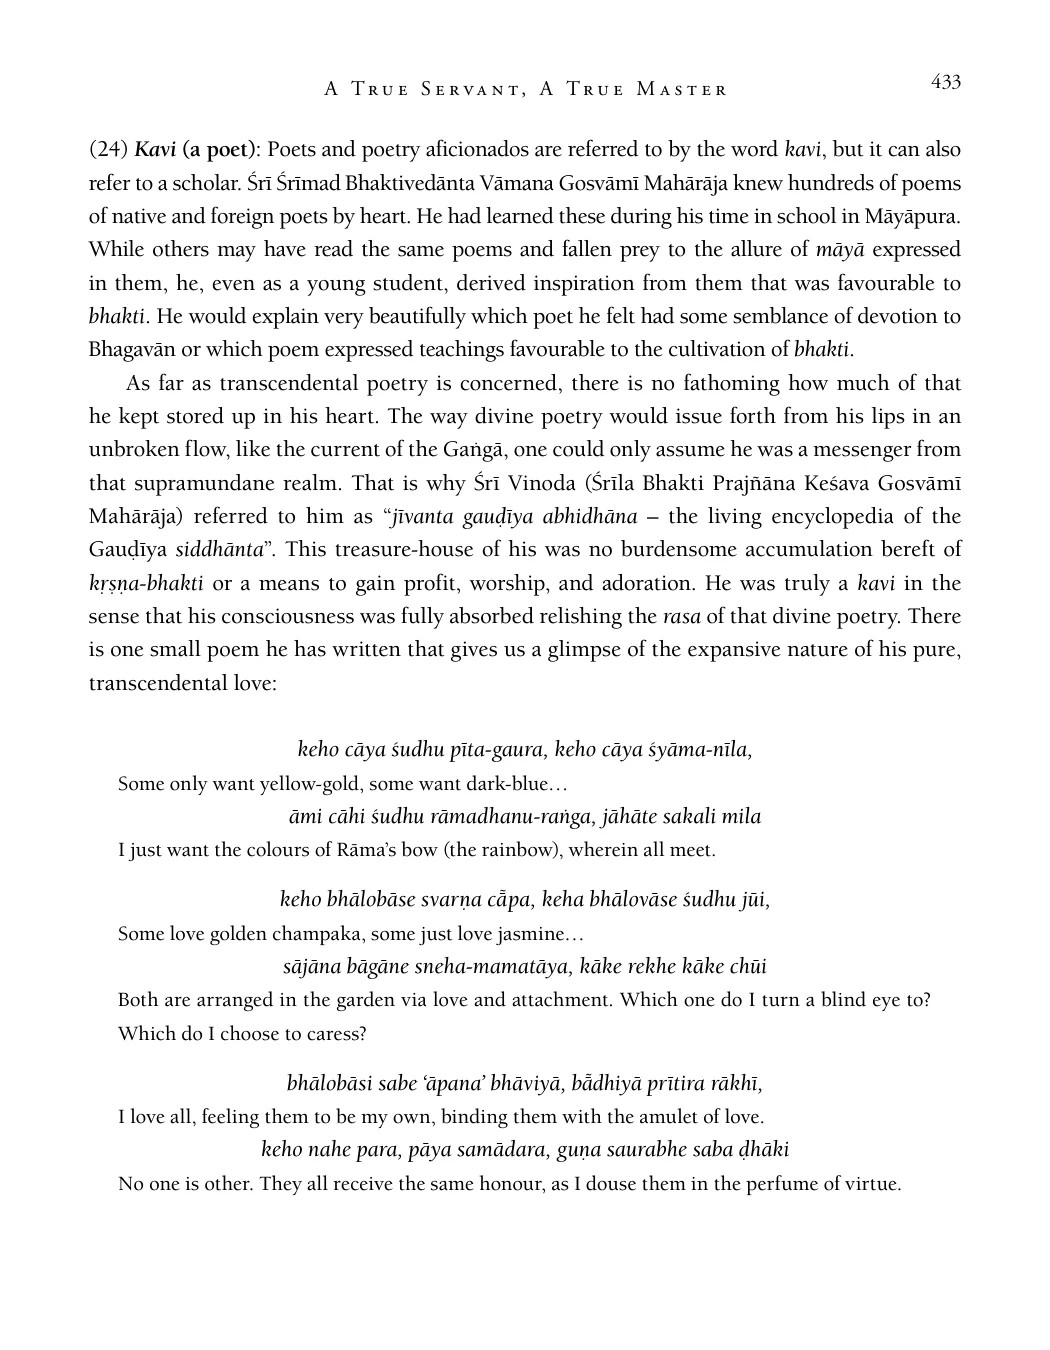 A True Servant, A True Master
433
(24) Kavi (a poet): Poets and poetry aficionados are referred to by the word kavi, but it can also
refer to a scholar. Śrī Śrīmad Bhaktivedānta Vāmana Gosvāmī Mahārāja knew hundreds of poems
of native and foreign poets by heart. He had learned these during his time in school in Māyāpura.
While others may have read the same poems and fallen prey to the allure of māyā expressed
in them, he, even as a young student, derived inspiration from them that was favourable to
bhakti. He would explain very beautifully which poet he felt had some semblance of devotion to
Bhagavān or which poem expressed teachings favourable to the cultivation of bhakti.
As far as transcendental poetry is concerned, there is no fathoming how much of that
he kept stored up in his heart. The way divine poetry would issue forth from his lips in an
unbroken flow, like the current of the Gaṅgā, one could only assume he was a messenger from
that supramundane realm. That is why Śrī Vinoda (Śrīla Bhakti Prajñāna Keśava Gosvāmī
Mahārāja) referred to him as “jīvanta gauḍīya abhidhāna – the living encyclopedia of the
Gauḍīya siddhānta”. This treasure-house of his was no burdensome accumulation bereft of
kṛṣṇa-bhakti or a means to gain profit, worship, and adoration. He was truly a kavi in the
sense that his consciousness was fully absorbed relishing the rasa of that divine poetry. There
is one small poem he has written that gives us a glimpse of the expansive nature of his pure,
transcendental love:
keho cāya śudhu pīta-gaura, keho cāya śyāma-nīla,
Some only want yellow-gold, some want dark-blue…
āmi cāhi śudhu rāmadhanu-raṅga, jāhāte sakali mila
I just want the colours of Rāma’s bow (the rainbow), wherein all meet.
keho bhālobāse svarṇa cā̃pa, keha bhālovāse śudhu jūi,
Some love golden champaka, some just love jasmine…
sājāna bāgāne sneha-mamatāya, kāke rekhe kāke chūi
Both are arranged in the garden via love and attachment. Which one do I turn a blind eye to?
Which do I choose to caress?
bhālobāsi sabe ‘āpana’ bhāviyā, bā̃dhiyā prītira rākhī,
I love all, feeling them to be my own, binding them with the amulet of love.
keho nahe para, pāya samādara, guṇa saurabhe saba ḍhāki
No one is other. They all receive the same honour, as I douse them in the perfume of virtue.